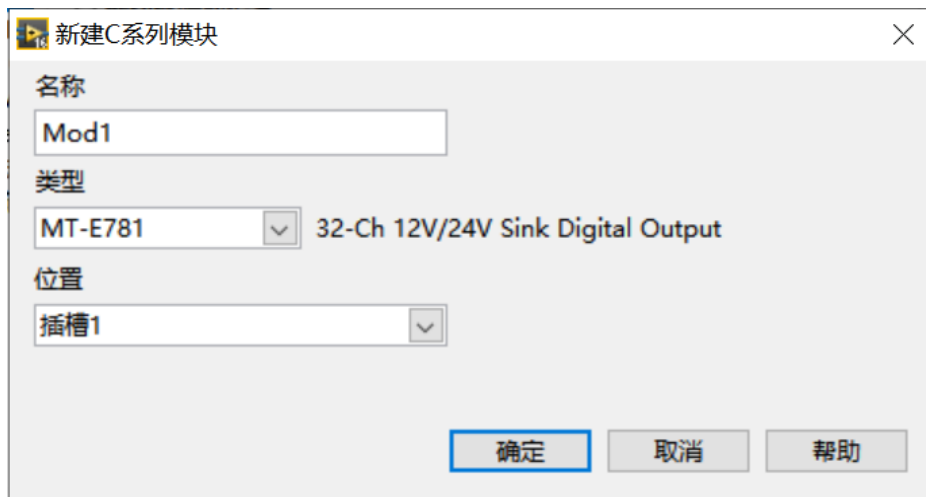 新建C系列模块
名称
Mod1
类型
MT-E781 32-Ch 12V/24V Sink Digital Output
位置
插槽1
确定 取消 帮助